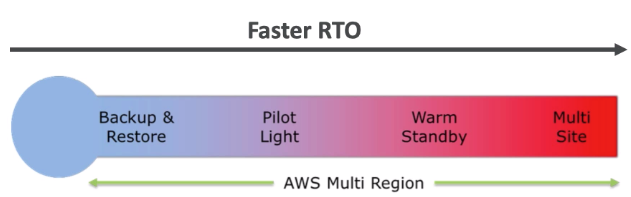 Faster RTO
Backup &
Restore
Pilot
Light
Warm
Standby
Multi
Site
AWS Multi Region